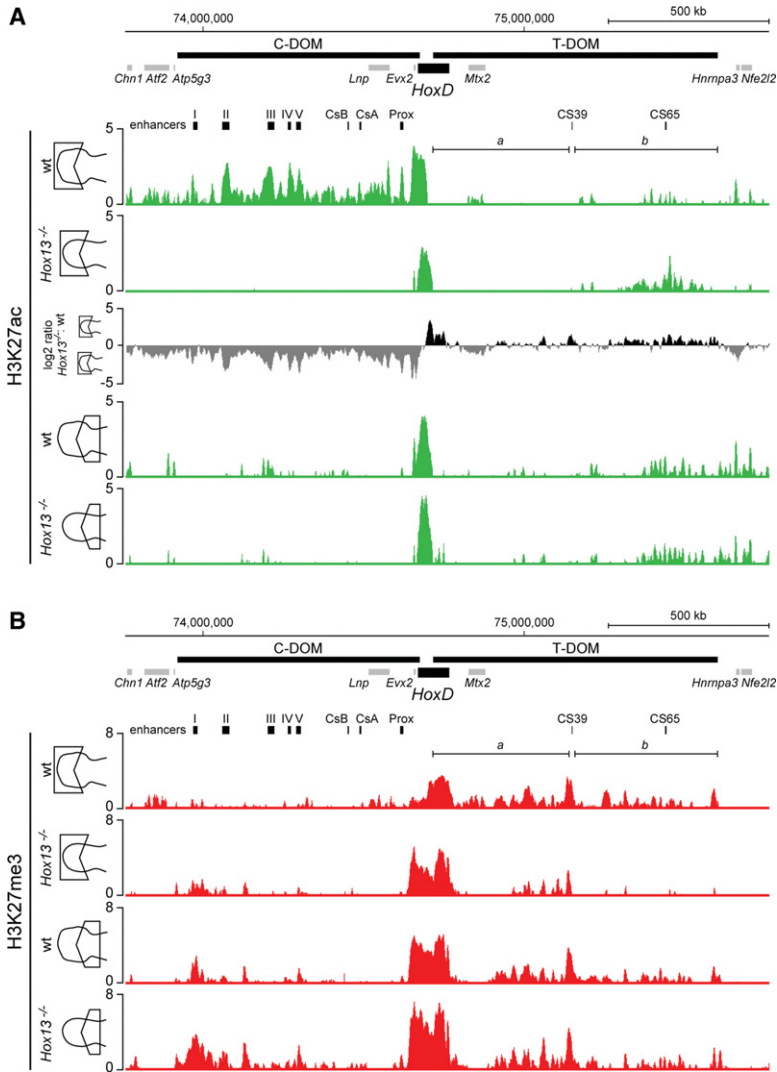 A
74,000,000 75,000,000 500 kb
C-DOM T-DOM
Chn1 Atf2 Atp5g3 Lnp Evx2 HoxD Mtx2 Hnrnpa3 Nfe2l2
enhancers I II III IV V CsB CsA Prox CS39 CS65
a b
H3K27ac
wt
5
0
Hox13 -/-
5
0
log2 ratio
Hox13-/-: wt
5
0
-5
wt
5
0
Hox13 -/-
5
0
B
74,000,000 75,000,000 500 kb
C-DOM T-DOM
Chn1 Atf2 Atp5g3 Lnp Evx2 HoxD Mtx2 Hnrnpa3 Nfe2l2
enhancers I II III IV V CsB CsA Prox CS39 CS65
a b
H3K27me3
wt
8
0
Hox13 -/-
8
0
wt
8
0
Hox13 -/-
8
0